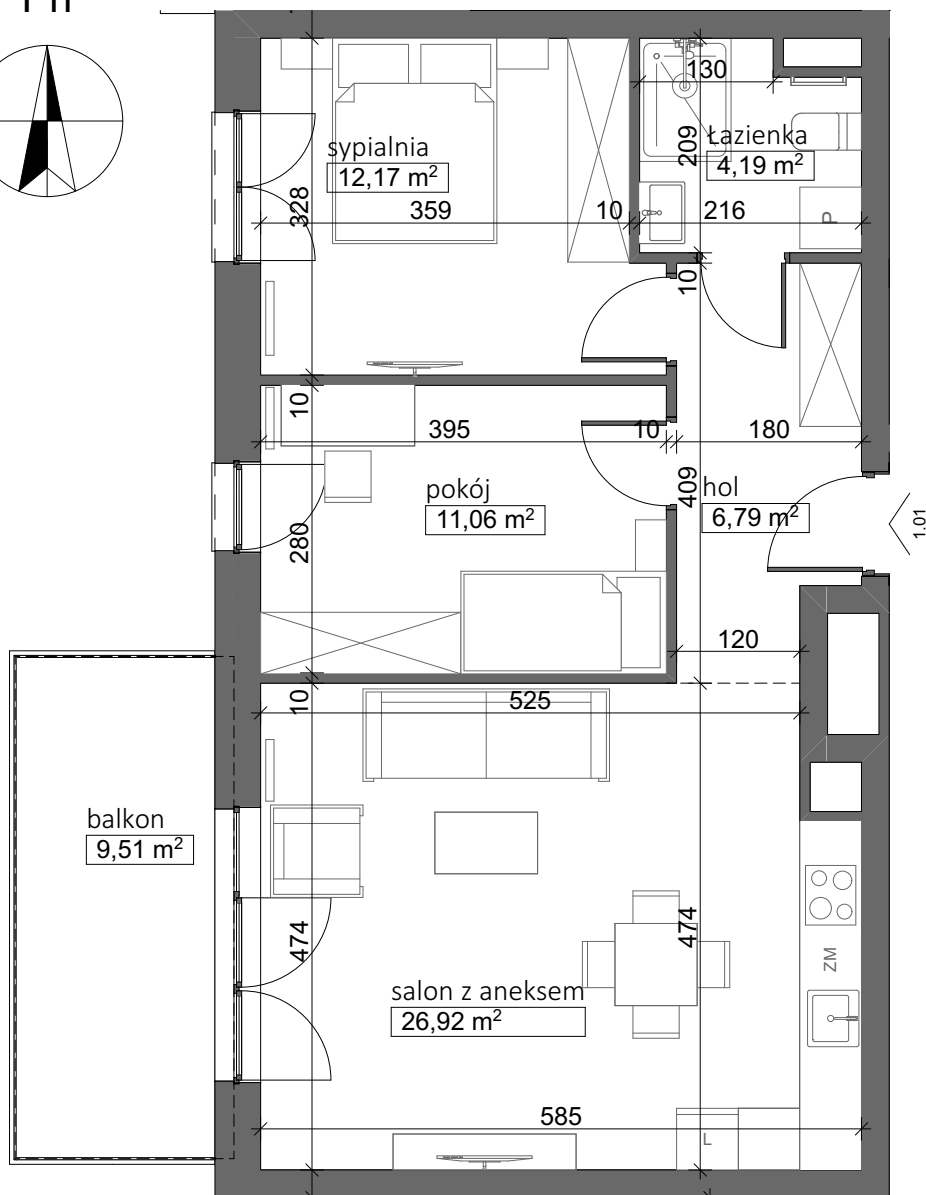 130
sypialnia
12,17 m²
209
Łazienka
4,19 m²
328
359
10
216
P
10
10
395
10
180
pokój
11,06 m²
409
hol
6,79 m²
1.01
280
120
10
525
balkon
9,51 m²
474
474
ZM
salon z aneksem
26,92 m²
585
L